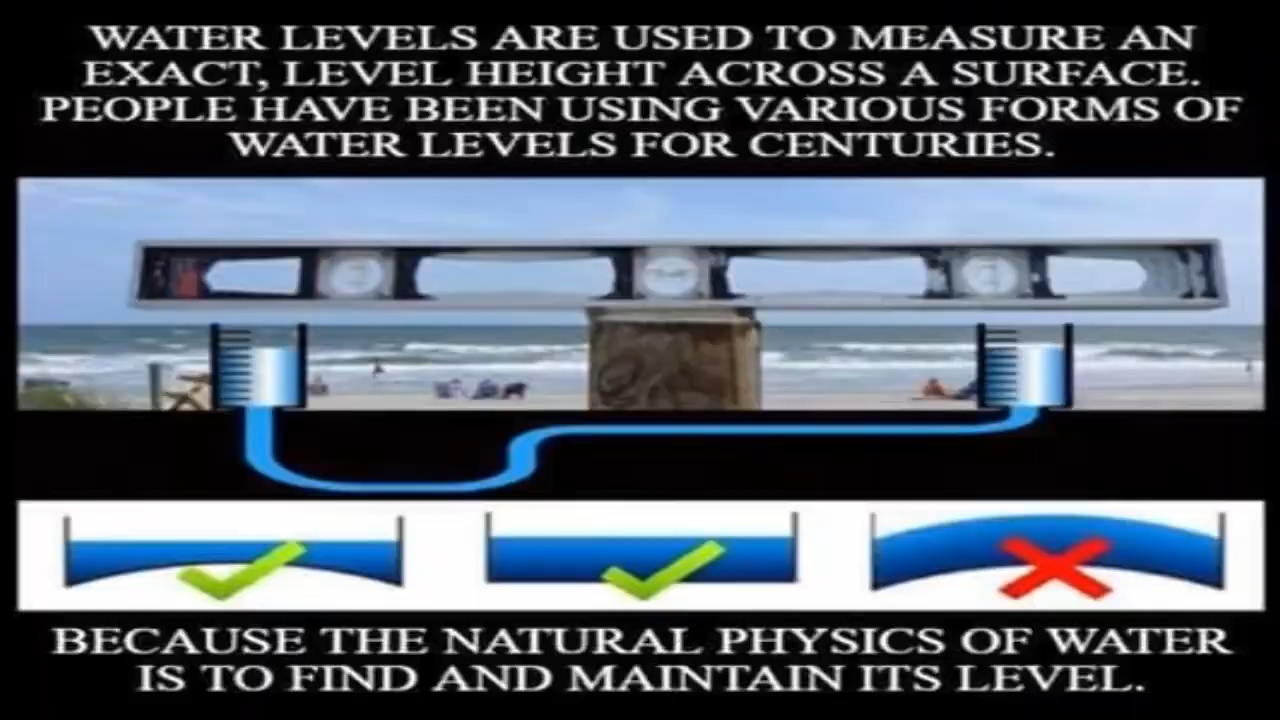 WATER LEVELS ARE USED TO MEASURE AN
EXACT, LEVEL HEIGHT ACROSS A SURFACE.
PEOPLE HAVE BEEN USING VARIOUS FORMS OF
WATER LEVELS FOR CENTURIES.
BECAUSE THE NATURAL PHYSICS OF WATER
IS TO FIND AND MAINTAIN ITS LEVEL.